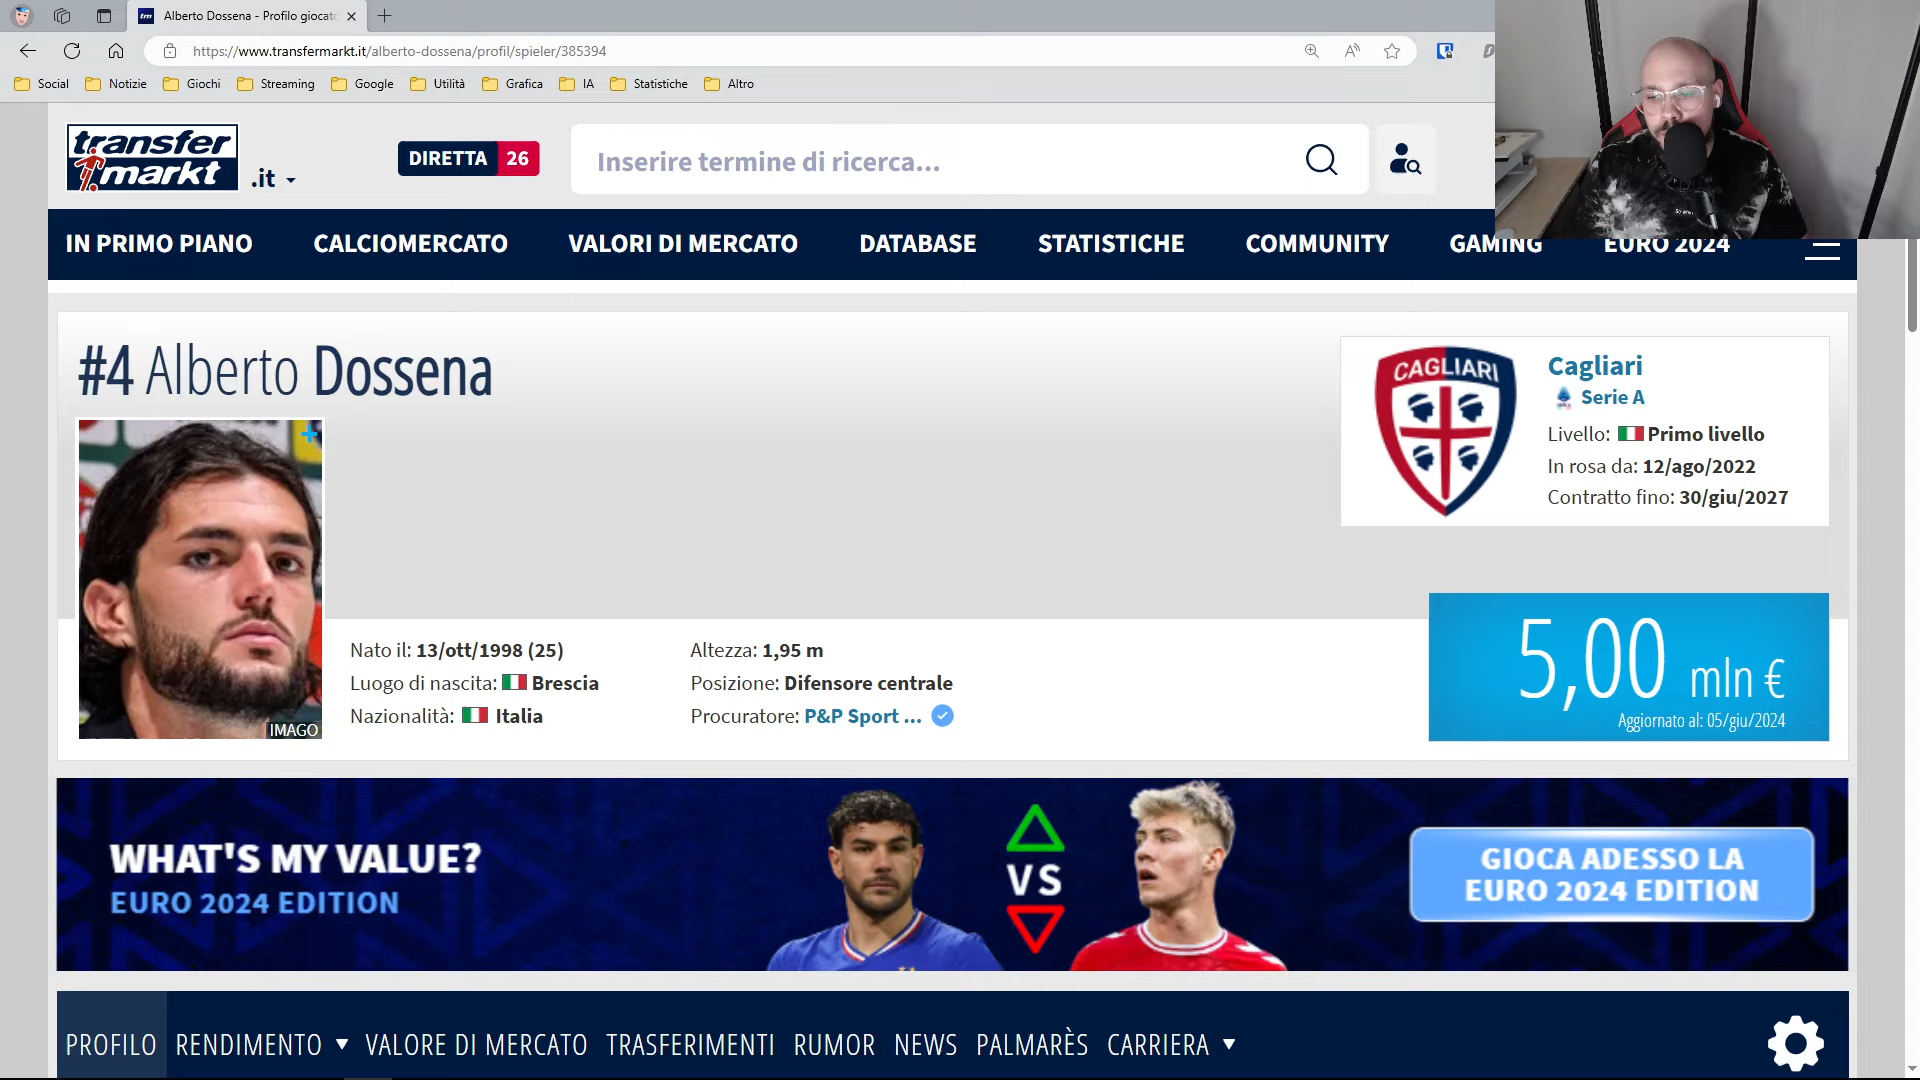 Alberto Dossena - Profilo giocat
https://www.transfermarkt.it/alberto-dossena/profil/spieler/385394
Social Notizie Giochi Streaming Google Utilità Grafica IA Statistiche Altro
transfer
markt
.it
DIRETTA 26
Inserire termine di ricerca...
IN PRIMO PIANO CALCIOMERCATO VALORI DI MERCATO DATABASE STATISTICHE COMMUNITY GAMING EURO 2024
#4 Alberto Dossena
CAGLIARI
Cagliari
Serie A
Livello: Primo livello
In rosa da: 12/ago/2022
Contratto fino: 30/giu/2027
IMAGO
Nato il: 13/ott/1998 (25)
Luogo di nascita: Brescia
Nazionalità: Italia
Altezza: 1,95 m
Posizione: Difensore centrale
Procuratore: P&P Sport ...
5,00 mln €
Aggiornato al: 05/giu/2024
WHAT'S MY VALUE?
EURO 2024 EDITION
VS
GIOCA ADESSO LA
EURO 2024 EDITION
PROFILO RENDIMENTO VALORE DI MERCATO TRASFERIMENTI RUMOR NEWS PALMARÈS CARRIERA